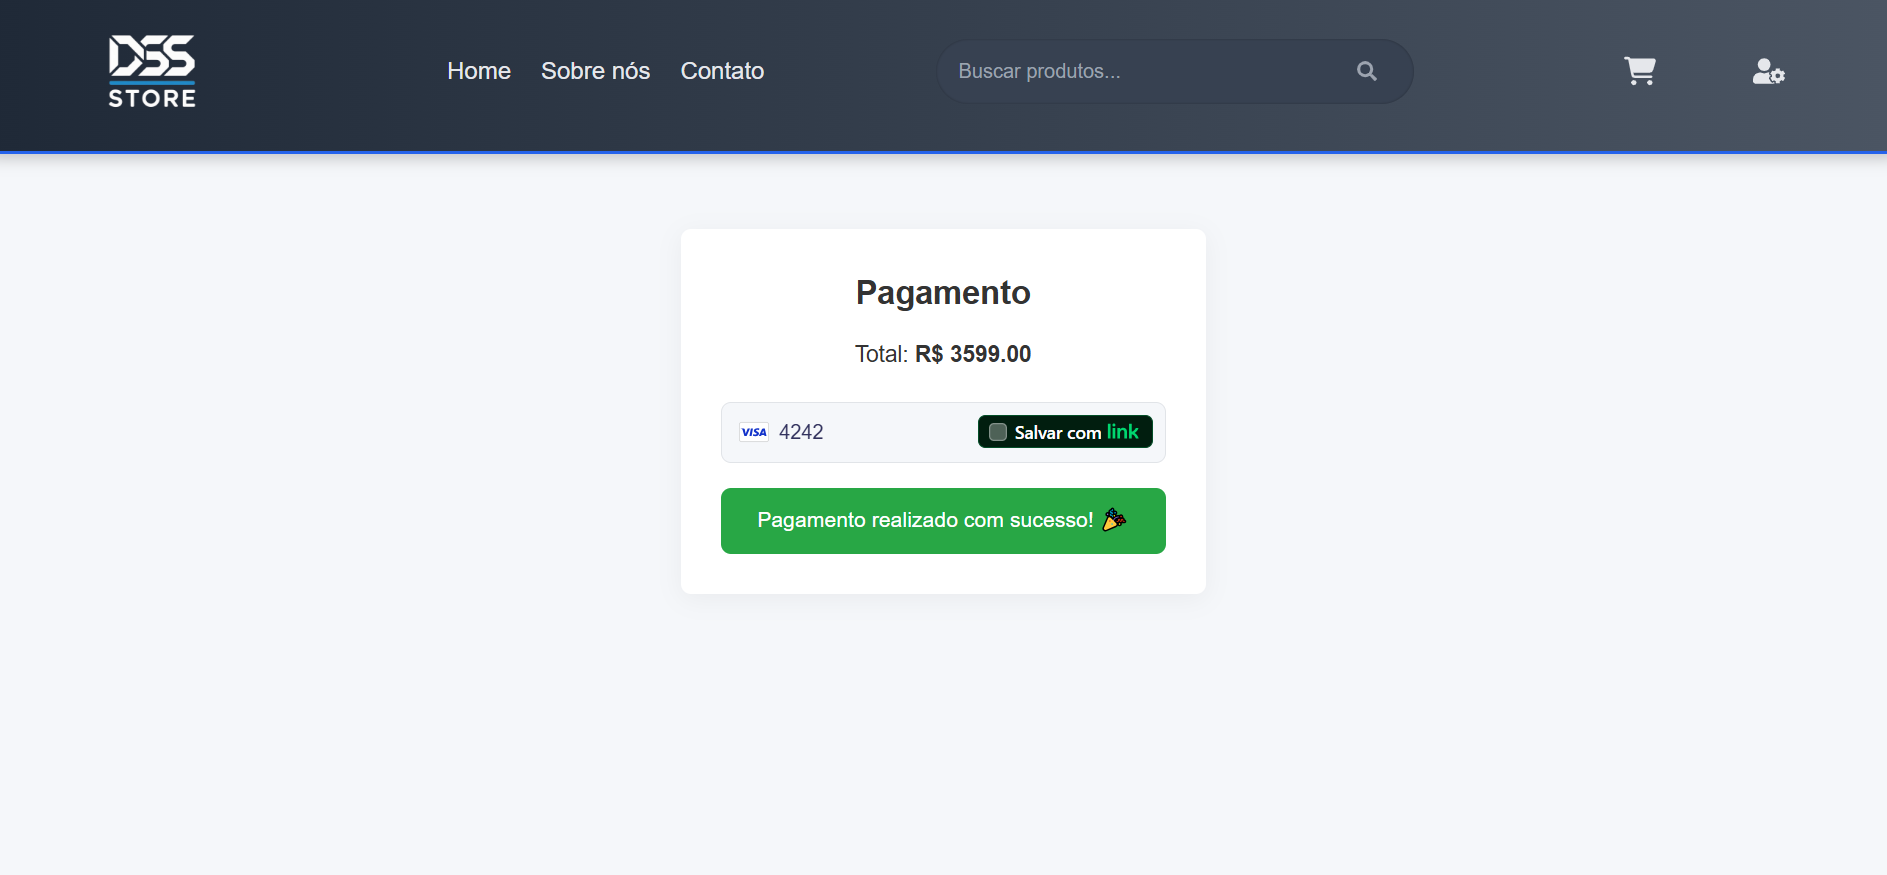 DSS
STORE
Home Sobre nós Contato
Buscar produtos...
Pagamento
Total: R$ 3599.00
VISA 4242 Salvar com link
Pagamento realizado com sucesso! 🎉